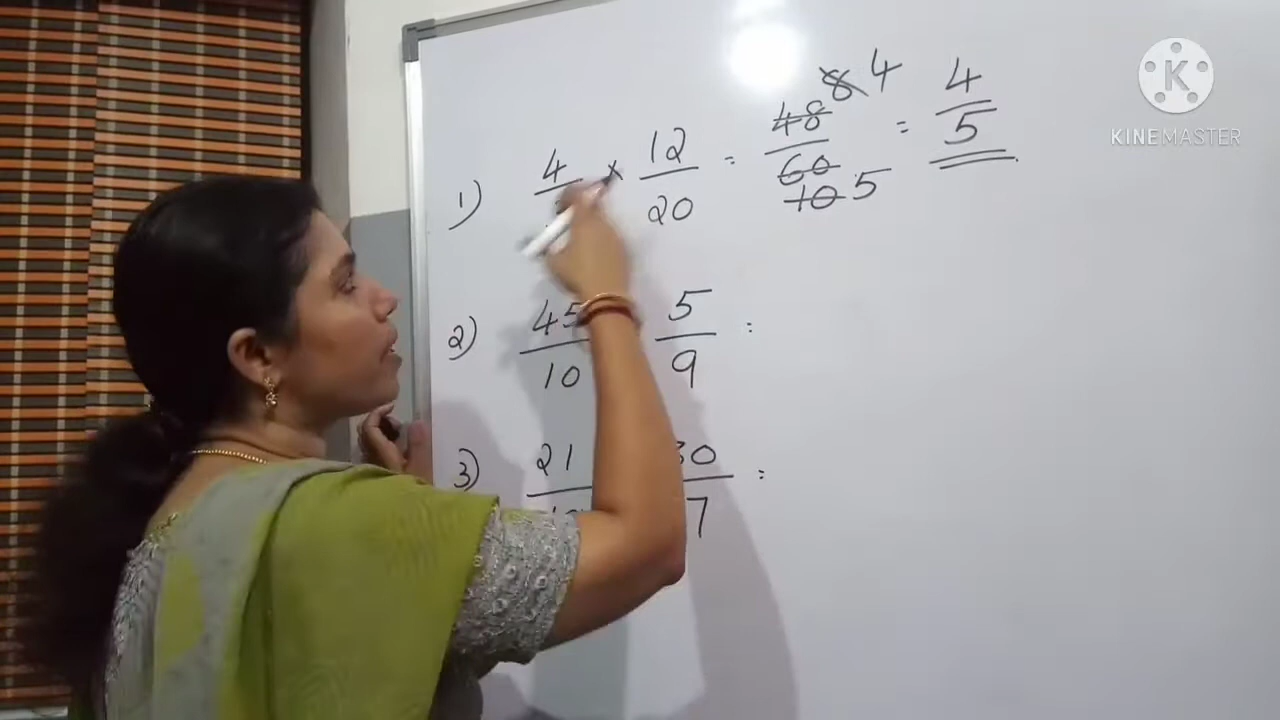 1) 4/ × 12/20 = 48/60 8 4 10 5 = 4/5
2) 45/10 5/9 =
3) 21/ 30/7 =
KINEMASTER